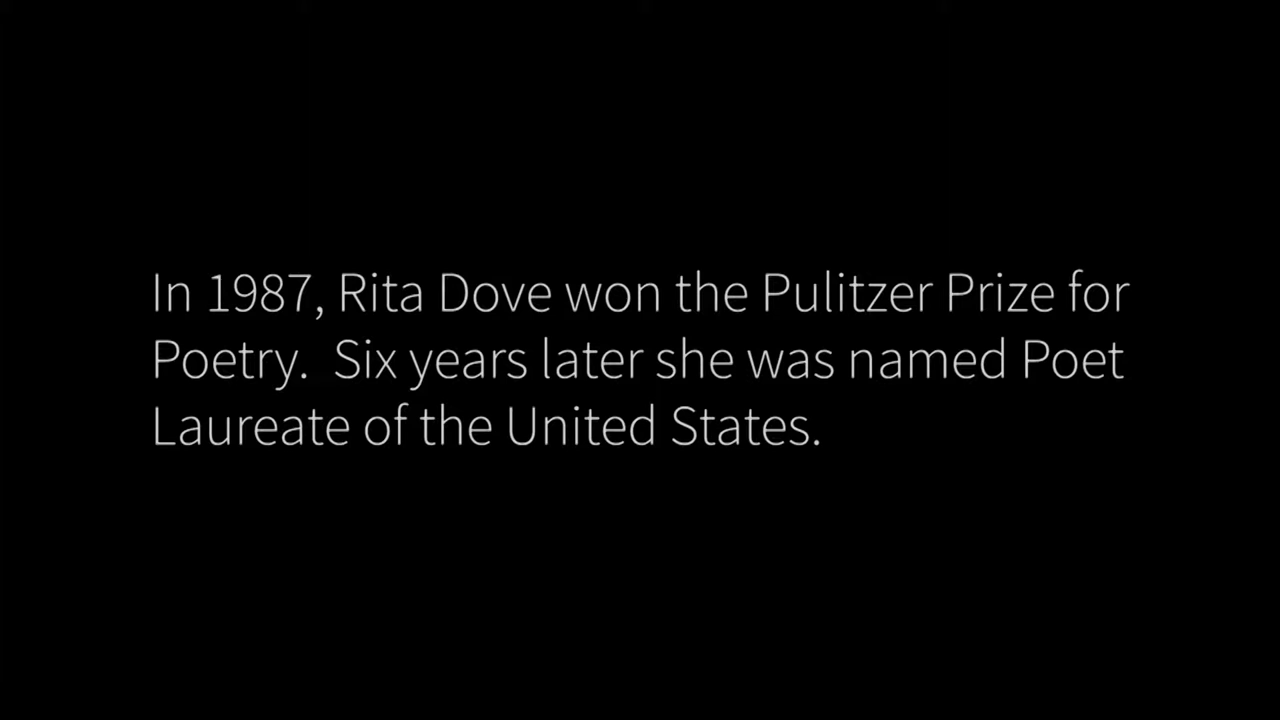 In 1987, Rita Dove won the Pulitzer Prize for
Poetry.  Six years later she was named Poet
Laureate of the United States.